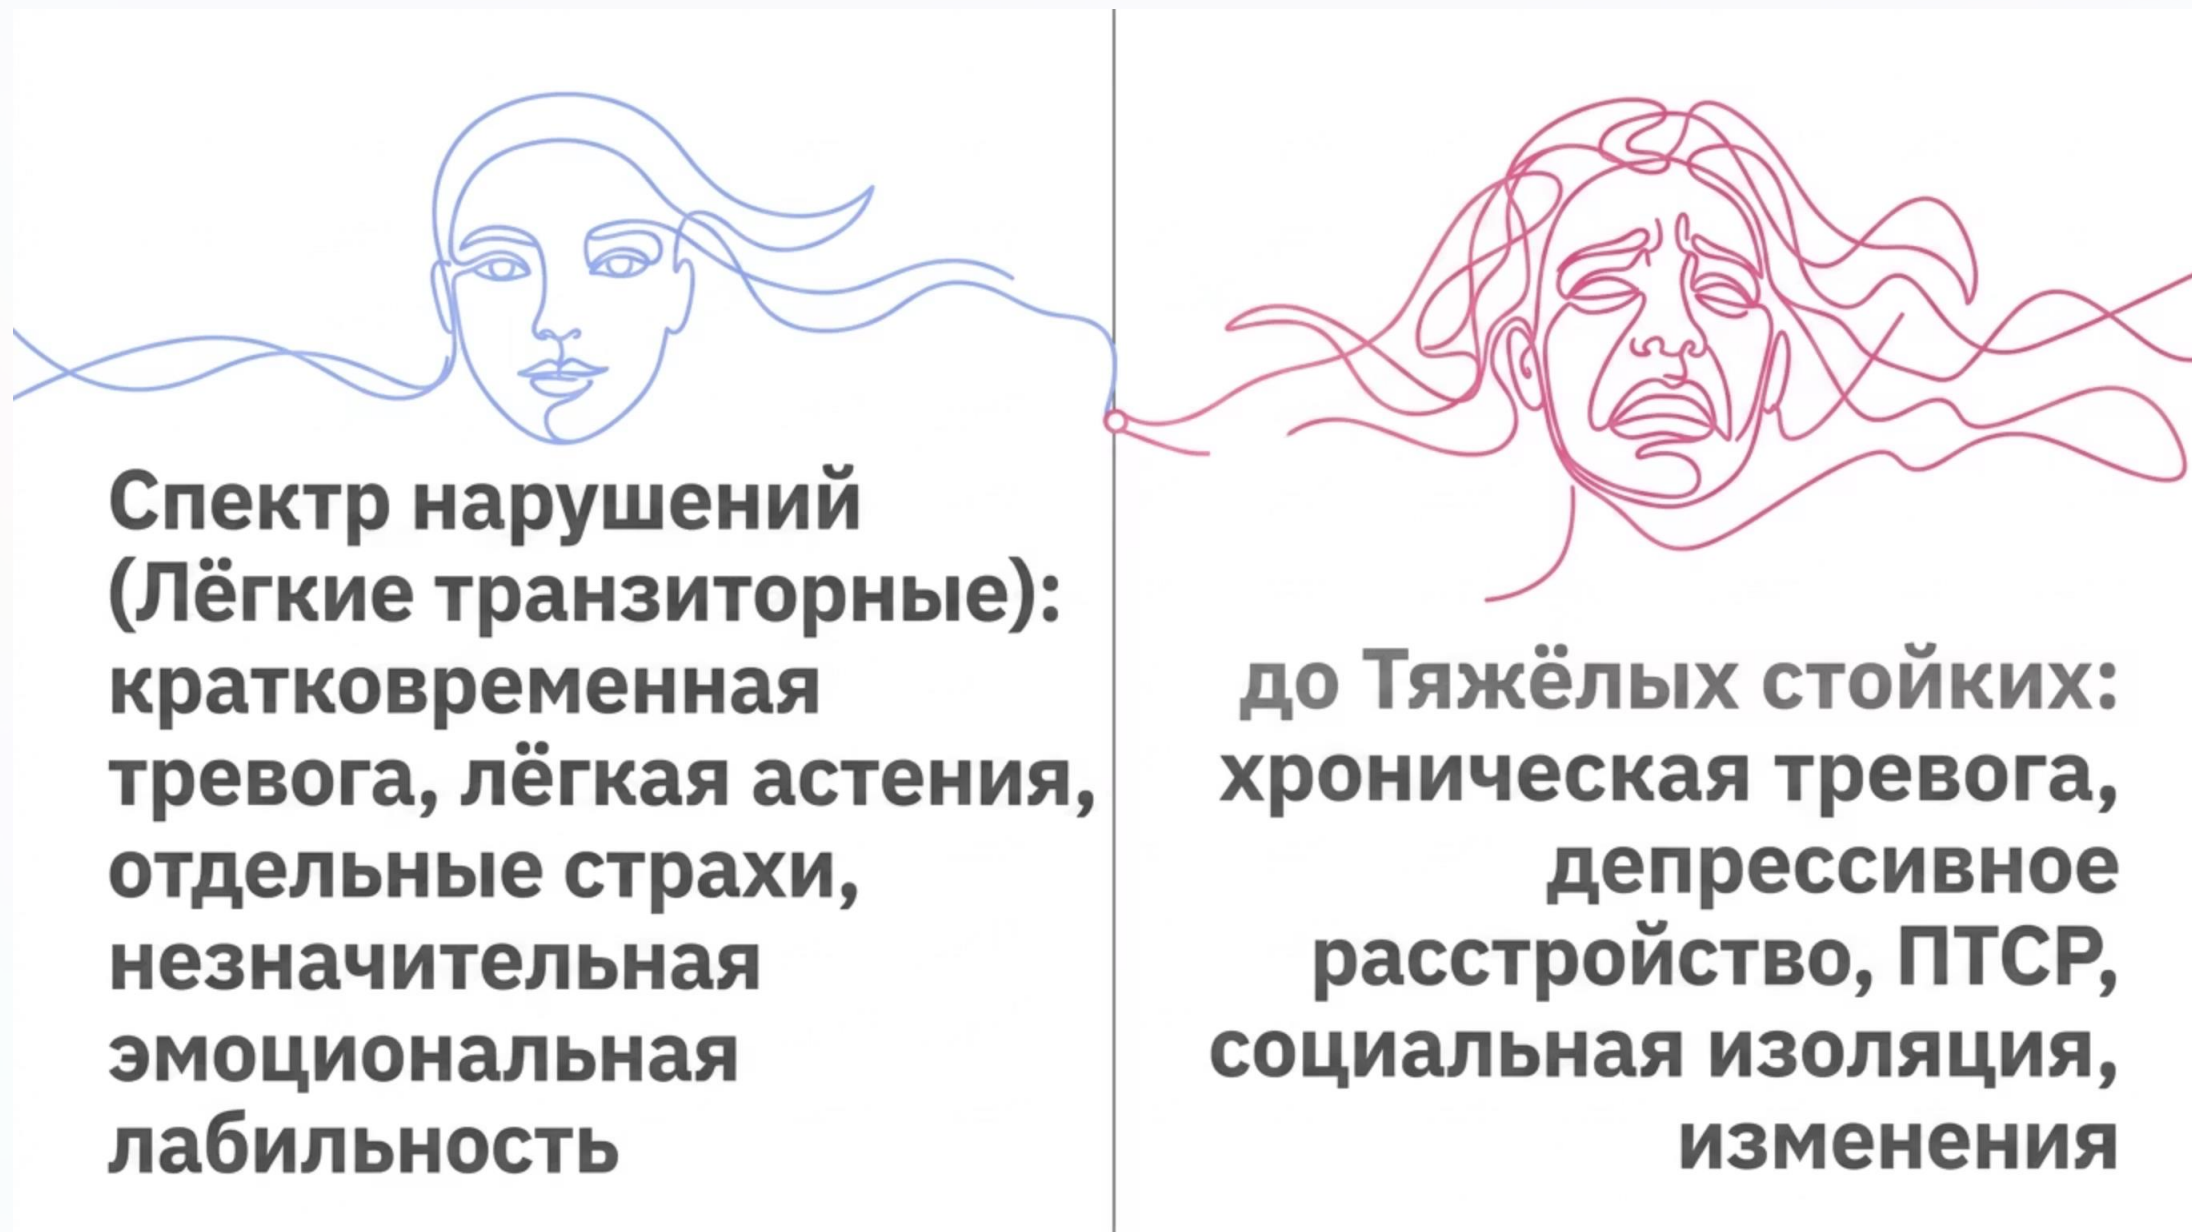 Спектр нарушений
(Лёгкие транзиторные):
кратковременная
тревога, лёгкая астения,
отдельные страхи,
незначительная
эмоциональная
лабильность
до Тяжёлых стойких:
хроническая тревога,
депрессивное
расстройство, ПТСР,
социальная изоляция,
изменения